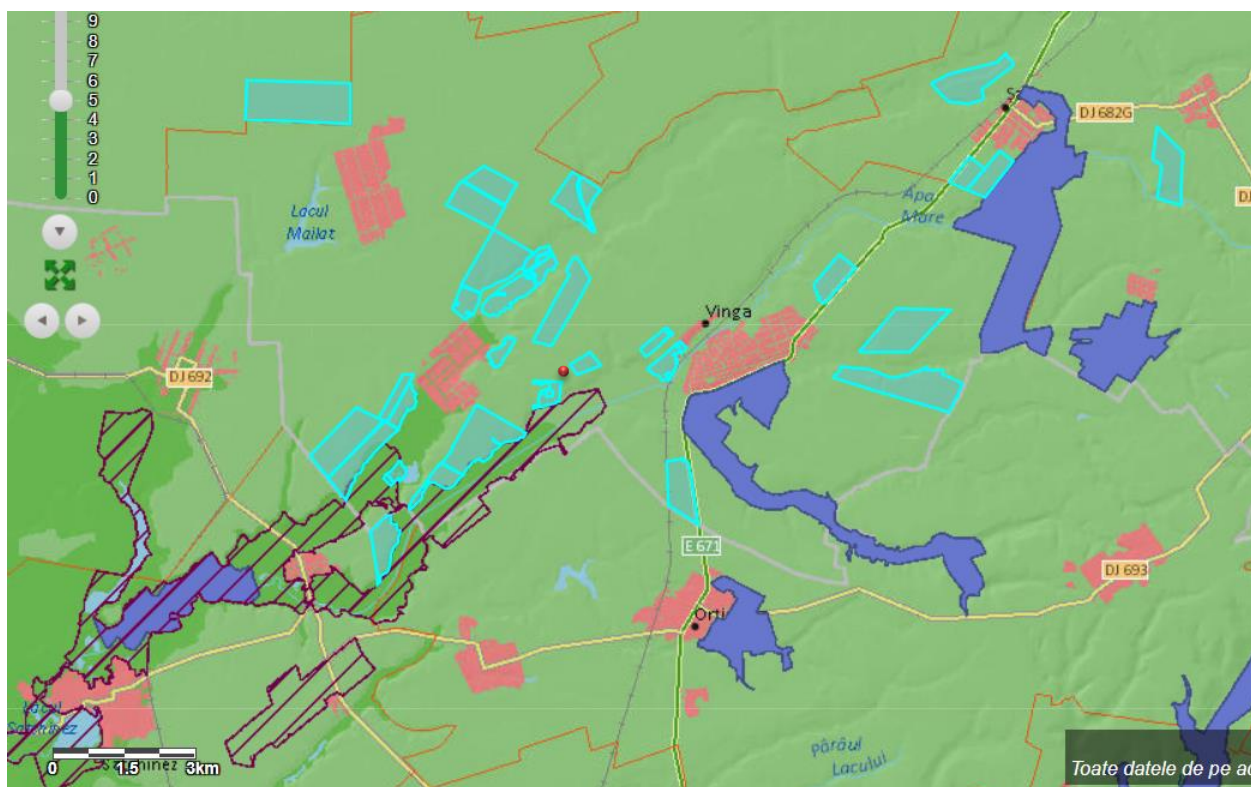 9
8
7
6
5
4
3
2
1
0
DJ 682G
Apa
Mare
Lacul
Mailat
Vinga
DJ 692
E 671
DJ 693
Orti
Lacul
Satchinez
Pârâul
Lacului
0 1.5 3km
Toate datele de pe